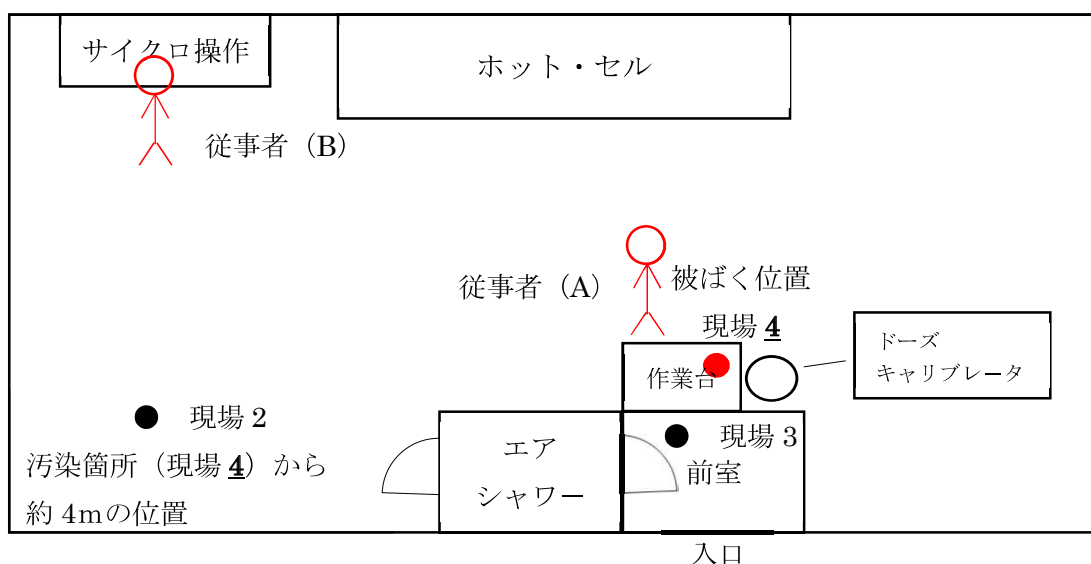 サイクロ操作
ホット・セル
従事者（B）
従事者（A）
被ばく位置
現場 4
作業台
ドーズ
キャリブレータ
現場 2
汚染箇所（現場 4）から
約 4mの位置
エア
シャワー
現場 3
前室
入口